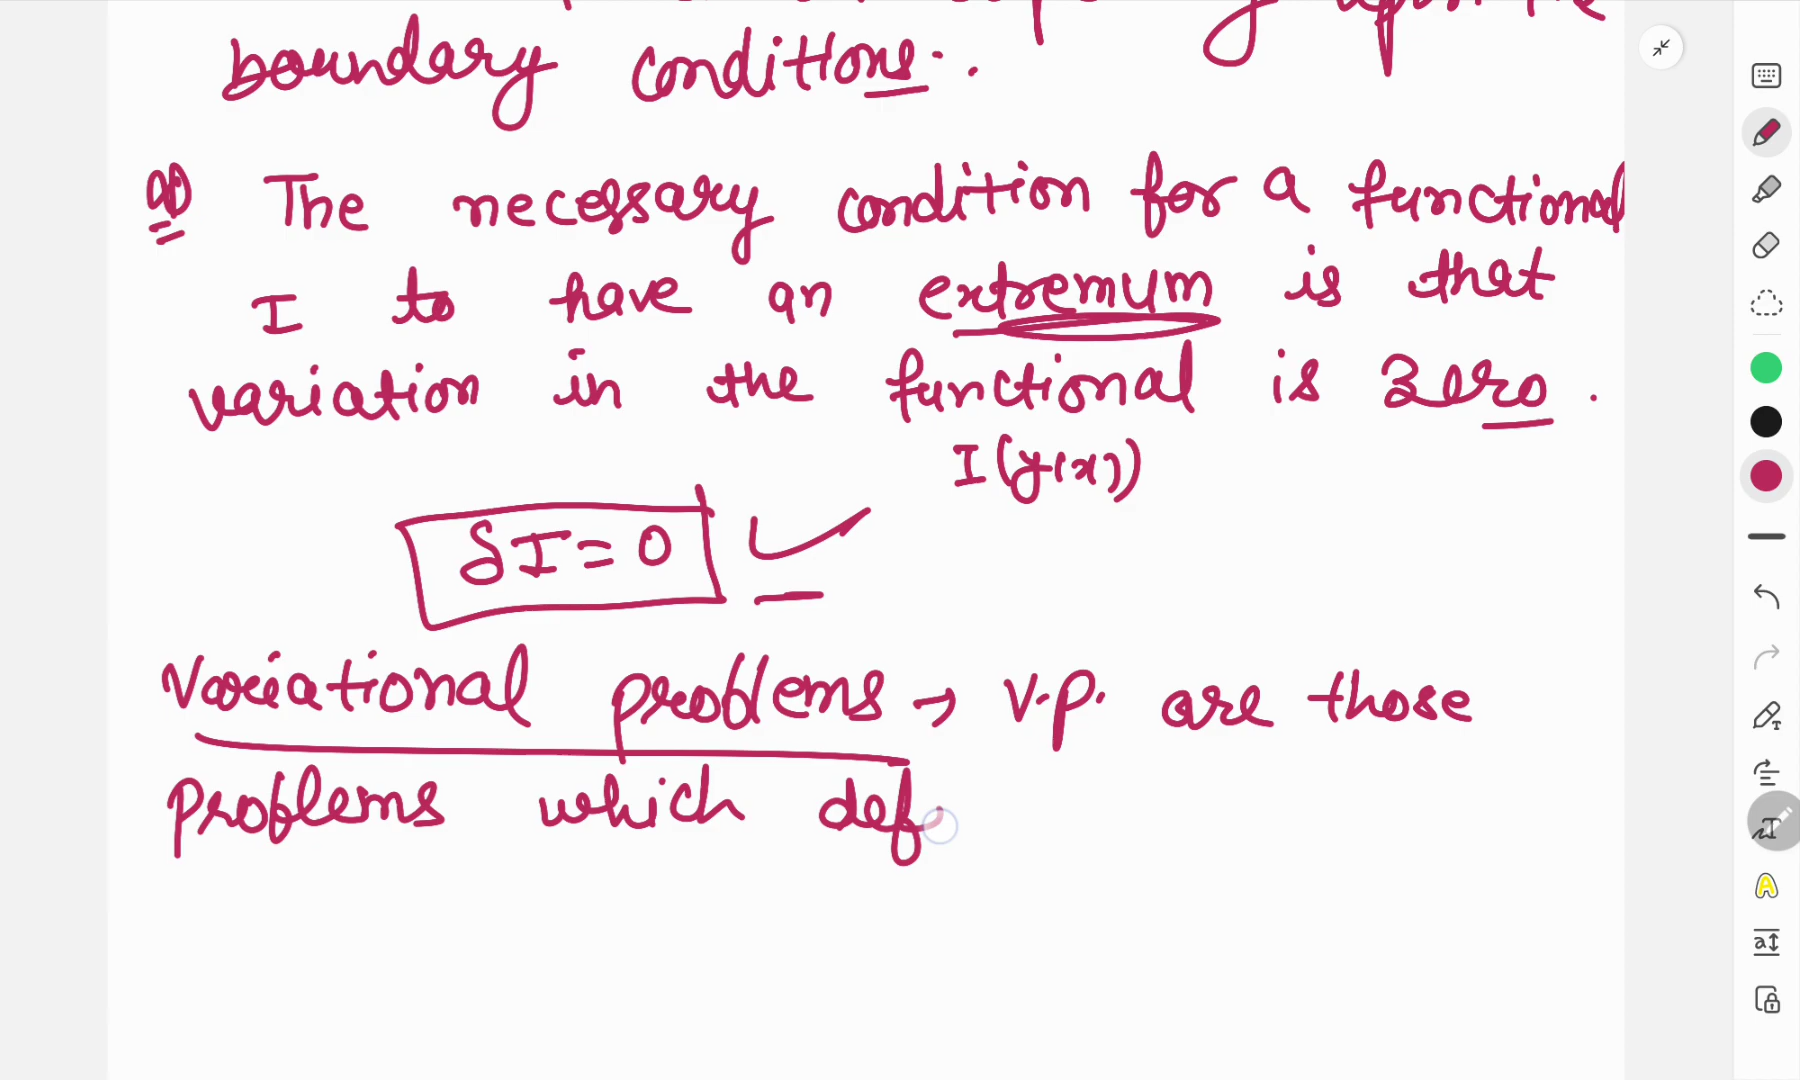 boundary conditions.
Q1) The necessary condition for a functional
I to have an extremum is that
variation in the functional is zero.
I(y(x))
δI=0
Variational problems → V.P. are those
problems which def